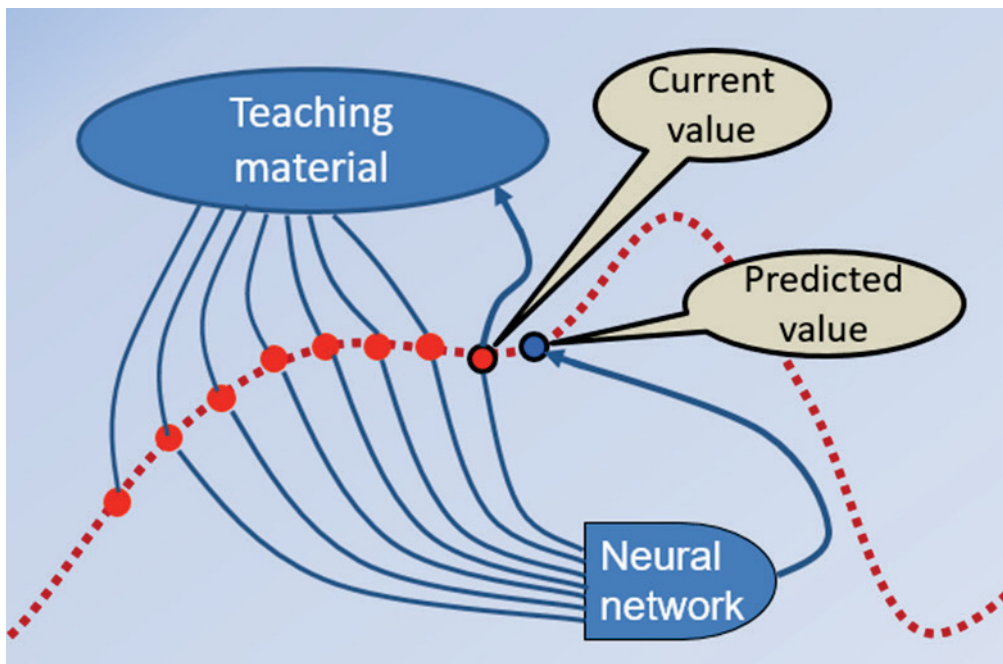 Teaching
material
Current
value
Predicted
value
Neural
network